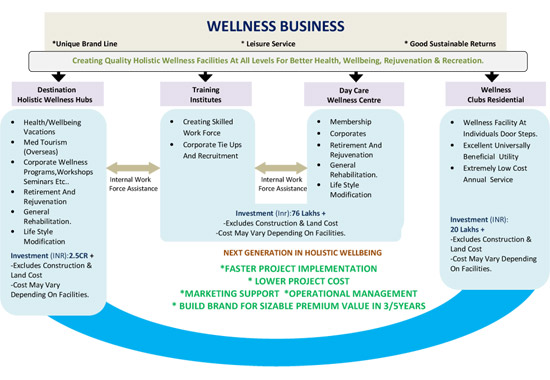 WELLNESS BUSINESS
*Unique Brand Line
* Leisure Service
* Good Sustainable Returns
Creating Quality Holistic Wellness Facilities At All Levels For Better Health, Wellbeing, Rejuvenation & Recreation.
Destination
Holistic Wellness Hubs
Training
Institutes
Day Care
Wellness Centre
Wellness
Clubs Residential
• Health/Wellbeing
Vacations
• Med Tourism
(Overseas)
• Corporate Wellness
Programs,Workshops
Seminars Etc..
• Retirement And
Rejuvenation
• General
Rehabilitation.
• Life Style
Modification
Investment (INR):2.5CR +
-Excludes Construction &
Land Cost
-Cost May Vary
Depending On Facilities.
Internal Work
Force Assistance
• Creating Skilled
Work Force
• Corporate Tie Ups
And Recruitment
Internal Work
Force Assistance
• Membership
• Corporates
• Retirement And
Rejuvenation
• General
Rehabilitation.
• Life Style
Modification
Investment (Inr):76 Lakhs +
-Excludes Construction & Land Cost
-Cost May Vary Depending On Facilities.
• Wellness Facility At
Individuals Door Steps.
• Excellent Universally
Beneficial Utility
• Extremely Low Cost
Annual Service
Investment (INR):
20 Lakhs +
-Excludes Construction &
Land Cost
-Cost May Vary
Depending On Facilities.
NEXT GENERATION IN HOLISTIC WELLBEING
*FASTER PROJECT IMPLEMENTATION
* LOWER PROJECT COST
*MARKETING SUPPORT *OPERATIONAL MANAGEMENT
* BUILD BRAND FOR SIZABLE PREMIUM VALUE IN 3/5YEARS